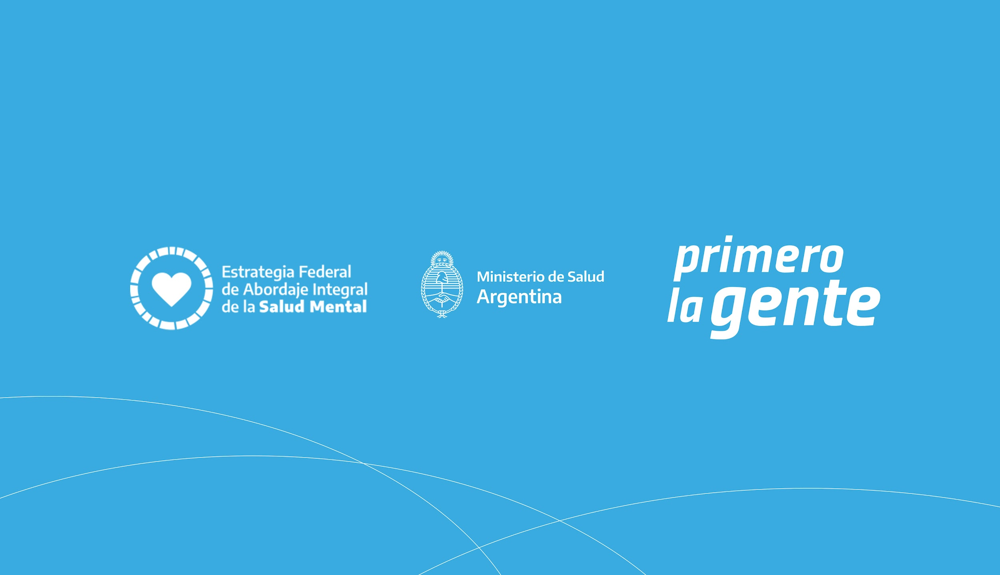 Estrategia Federal
de Abordaje Integral
de la Salud Mental
Ministerio de Salud
Argentina
primero
la gente